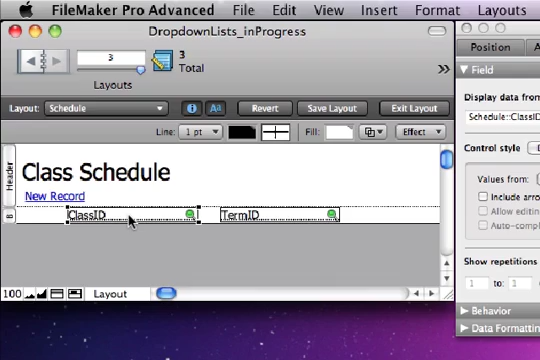 FileMaker Pro Advanced File Edit View Insert Format Layouts
DropdownLists_inProgress
3
3
Total
Layouts
Layout: Schedule Aa Revert Save Layout Exit Layout
Line: 1 pt Fill: Effect
Header
Class Schedule
New Record
B
ClassID TermID
100 Layout
Position A
Field
Display data from
Schedule::ClassID
Control style
Values from:
Include arro
Allow editin
Auto-comple
Show repetitions
1 to: 1
Behavior
Data Formattin